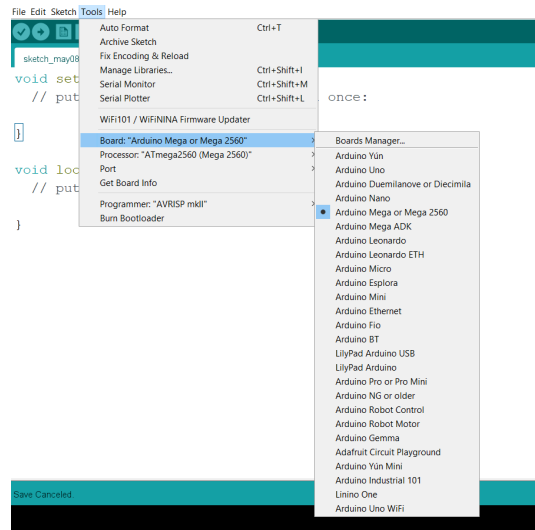 File Edit Sketch Tools Help
Auto Format Ctrl+T
Archive Sketch
Fix Encoding & Reload
Manage Libraries... Ctrl+Shift+I
Serial Monitor Ctrl+Shift+M
Serial Plotter Ctrl+Shift+L
WiFi101 / WiFiNINA Firmware Updater
Board: "Arduino Mega or Mega 2560"
Processor: "ATmega2560 (Mega 2560)"
Port
Get Board Info
Programmer: "AVRISP mkII"
Burn Bootloader
sketch_may08
void set
// put once:
}
void loo
// put
}
Boards Manager...
Arduino Yún
Arduino Uno
Arduino Duemilanove or Diecimila
Arduino Nano
Arduino Mega or Mega 2560
Arduino Mega ADK
Arduino Leonardo
Arduino Leonardo ETH
Arduino Micro
Arduino Esplora
Arduino Mini
Arduino Ethernet
Arduino Fio
Arduino BT
LilyPad Arduino USB
LilyPad Arduino
Arduino Pro or Pro Mini
Arduino NG or older
Arduino Robot Control
Arduino Robot Motor
Arduino Gemma
Adafruit Circuit Playground
Arduino Yún Mini
Arduino Industrial 101
Linino One
Arduino Uno WiFi
Save Canceled.